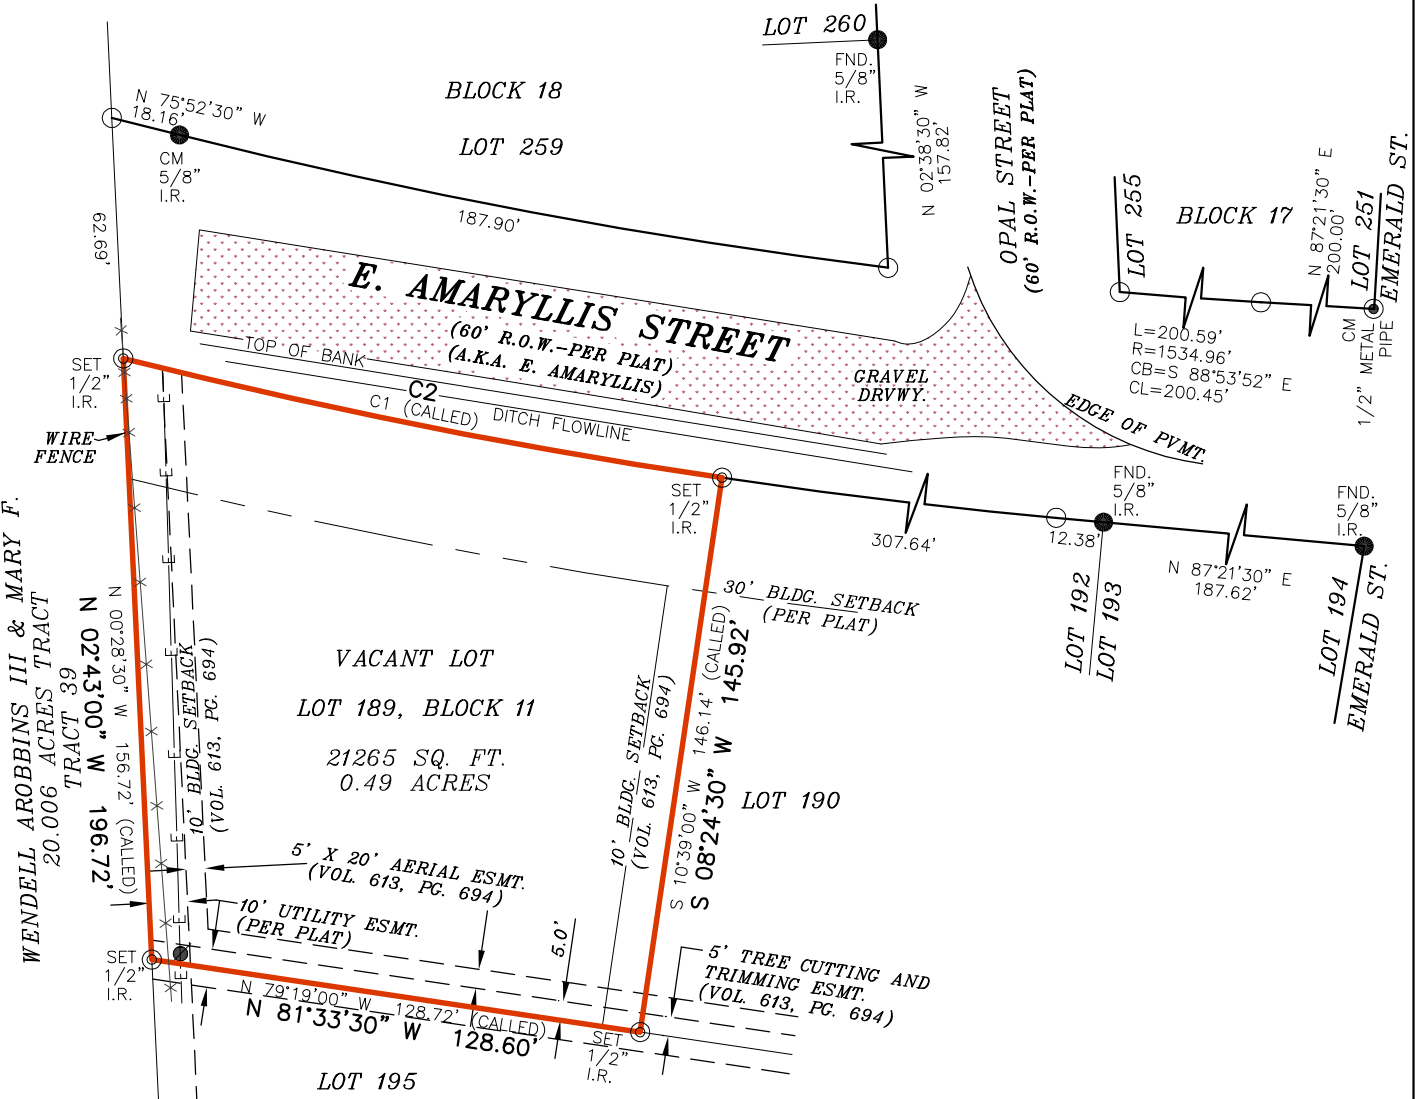 LOT 260
FND.
5/8"
I.R.
BLOCK 18
LOT 259
N 75°52'30" W
18.16'
CM
5/8"
I.R.
187.90'
62.69'
N 02°38'30" W
157.82'
OPAL STREET
(60' R.O.W.-PER PLAT)
LOT 255
BLOCK 17
N 87°21'30" E
200.00'
LOT 251
EMERALD ST.
L=200.59'
R=1534.96'
CB=S 88°53'52" E
CL=200.45'
CM
1/2" METAL
PIPE
E. AMARYLLIS STREET
(60' R.O.W.-PER PLAT)
(A.K.A. E. AMARYLLIS)
GRAVEL
DRVWY.
EDGE OF PVMT.
TOP OF BANK
C2
C1 (CALLED)
DITCH FLOWLINE
SET
1/2"
I.R.
WIRE
FENCE
SET
1/2"
I.R.
307.64'
12.38'
FND.
5/8"
I.R.
FND.
5/8"
I.R.
N 87°21'30" E
187.62'
LOT 192
LOT 193
LOT 194
EMERALD ST.
30' BLDG. SETBACK
(PER PLAT)
WENDELL AROBBINS III & MARY F.
20.006 ACRES TRACT
TRACT 39
N 02°43'00" W 196.72'
N 00°28'30" W 156.72' (CALLED)
E
E
E
E
E
E
E
E
10' BLDG. SETBACK
(VOL. 613, PG. 694)
VACANT LOT
LOT 189, BLOCK 11
21265 SQ. FT.
0.49 ACRES
10' BLDG. SETBACK
(VOL. 613, PG. 694)
S 10°39'00" W 146.14' (CALLED)
S 08°24'30" W 145.92'
LOT 190
5' X 20' AERIAL ESMT.
(VOL. 613, PG. 694)
10' UTILITY ESMT.
(PER PLAT)
5.0'
5' TREE CUTTING AND
TRIMMING ESMT.
(VOL. 613, PG. 694)
SET
1/2"
I.R.
N 79°19'00" W 128.72' (CALLED)
N 81°33'30" W 128.60'
SET
1/2"
I.R.
LOT 195